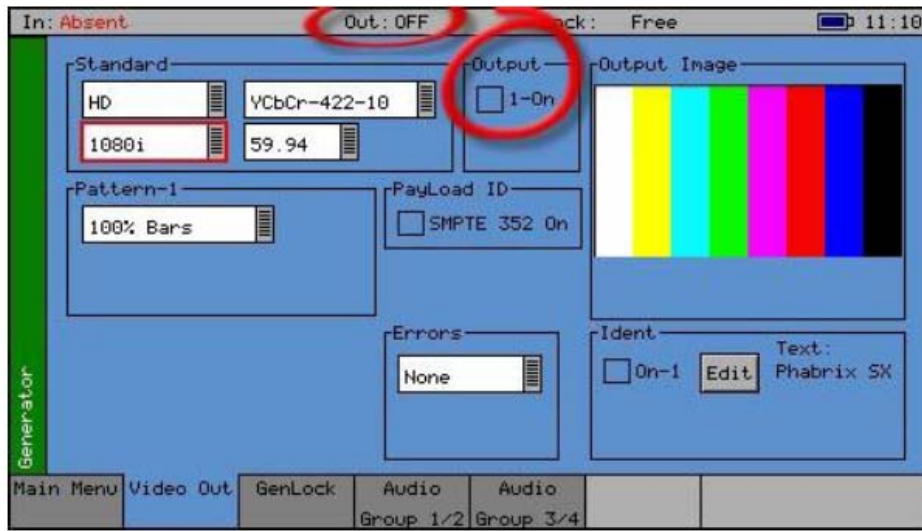 In: Absent Out: OFF ck: Free 11:10
Standard
HD YCbCr-422-10
1080i 59.94
Output
1-On
Output Image
Pattern-1
100% Bars
PayLoad ID
SMPTE 352 On
Errors
None
Ident
On-1 Edit Text:
Phabrix SX
Generator
Main Menu Video Out GenLock Audio Group 1/2 Audio Group 3/4